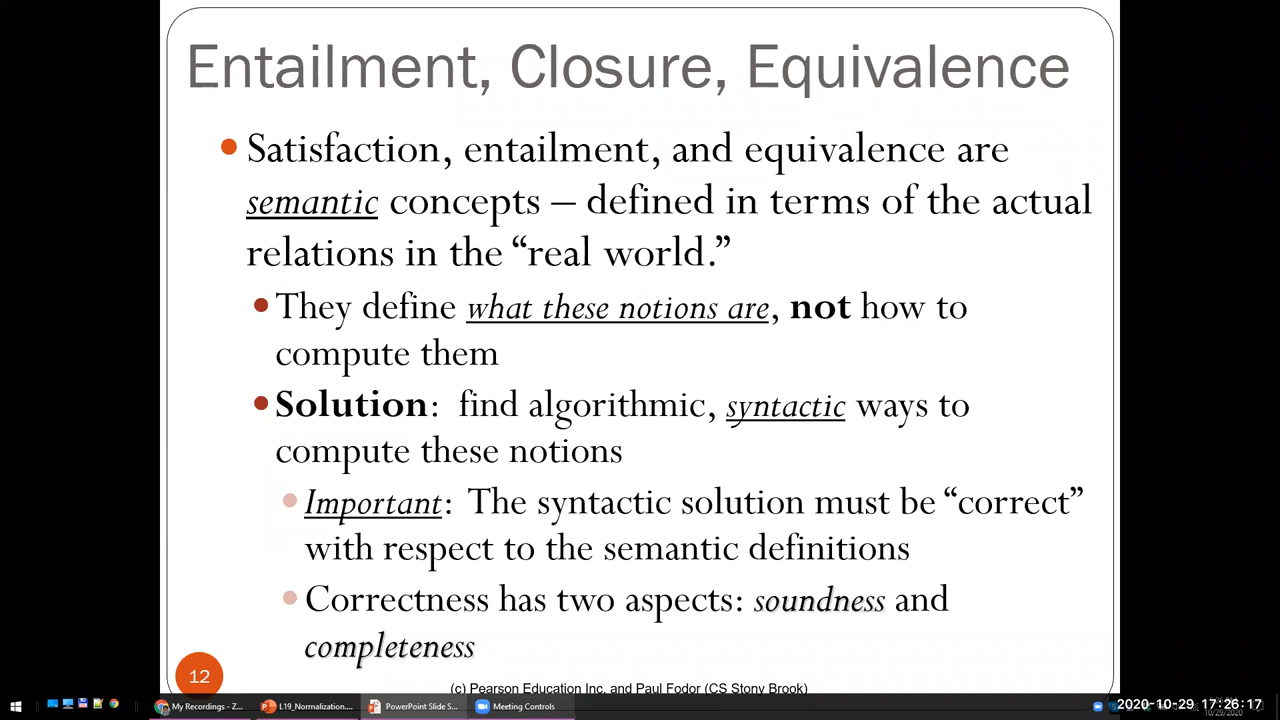 Entailment, Closure, Equivalence
• Satisfaction, entailment, and equivalence are
semantic concepts – defined in terms of the actual
relations in the “real world.”
• They define what these notions are, not how to
compute them
• Solution: find algorithmic, syntactic ways to
compute these notions
• Important: The syntactic solution must be “correct”
with respect to the semantic definitions
• Correctness has two aspects: soundness and
completeness
12
(c) Pearson Education Inc. and Paul Fodor (CS Stony Brook)
My Recordings - Z... L19_Normalization.... PowerPoint Slide S... Meeting Controls
2020-10-29 17:26:17